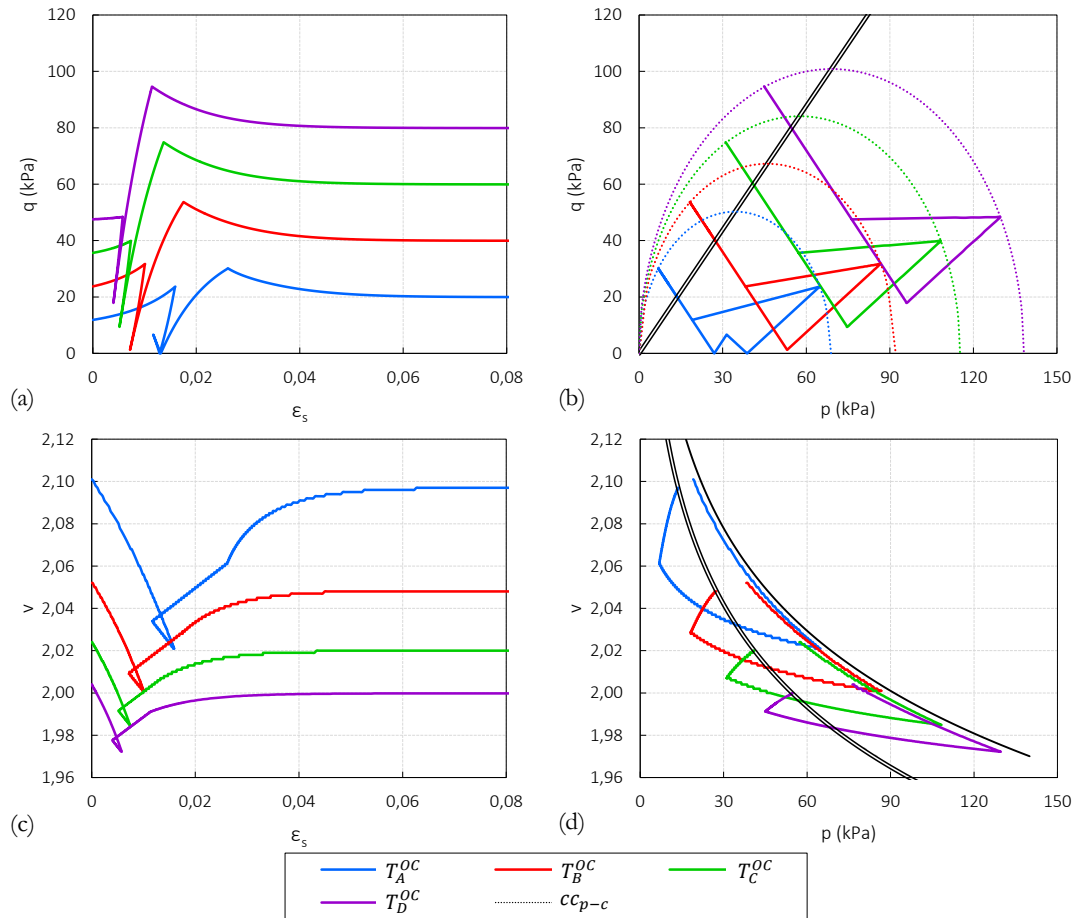 120
100
80
60
40
20
0
q (kPa)
0 0,02 0,04 0,06 0,08
εs
(a)
120
100
80
60
40
20
0
q (kPa)
0 30 60 90 120 150
p (kPa)
(b)
2,12
2,10
2,08
2,06
2,04
2,02
2,00
1,98
1,96
v
0 0,02 0,04 0,06 0,08
εs
(c)
2,12
2,10
2,08
2,06
2,04
2,02
2,00
1,98
1,96
v
0 30 60 90 120 150
p (kPa)
(d)
T_A^OC T_B^OC T_C^OC
T_D^OC cc_p−c